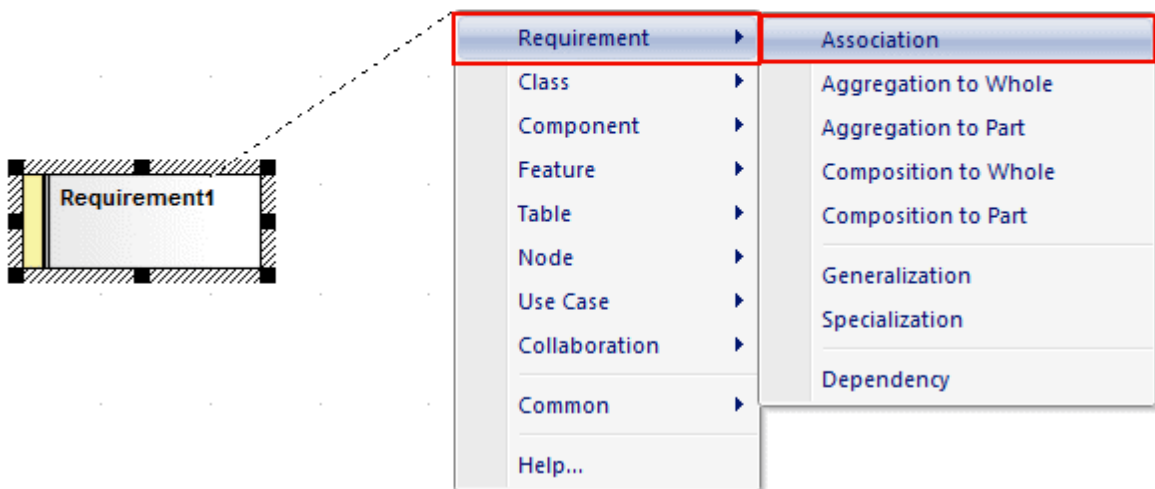 Requirement1
Requirement
Class
Component
Feature
Table
Node
Use Case
Collaboration
Common
Help...
Association
Aggregation to Whole
Aggregation to Part
Composition to Whole
Composition to Part
Generalization
Specialization
Dependency